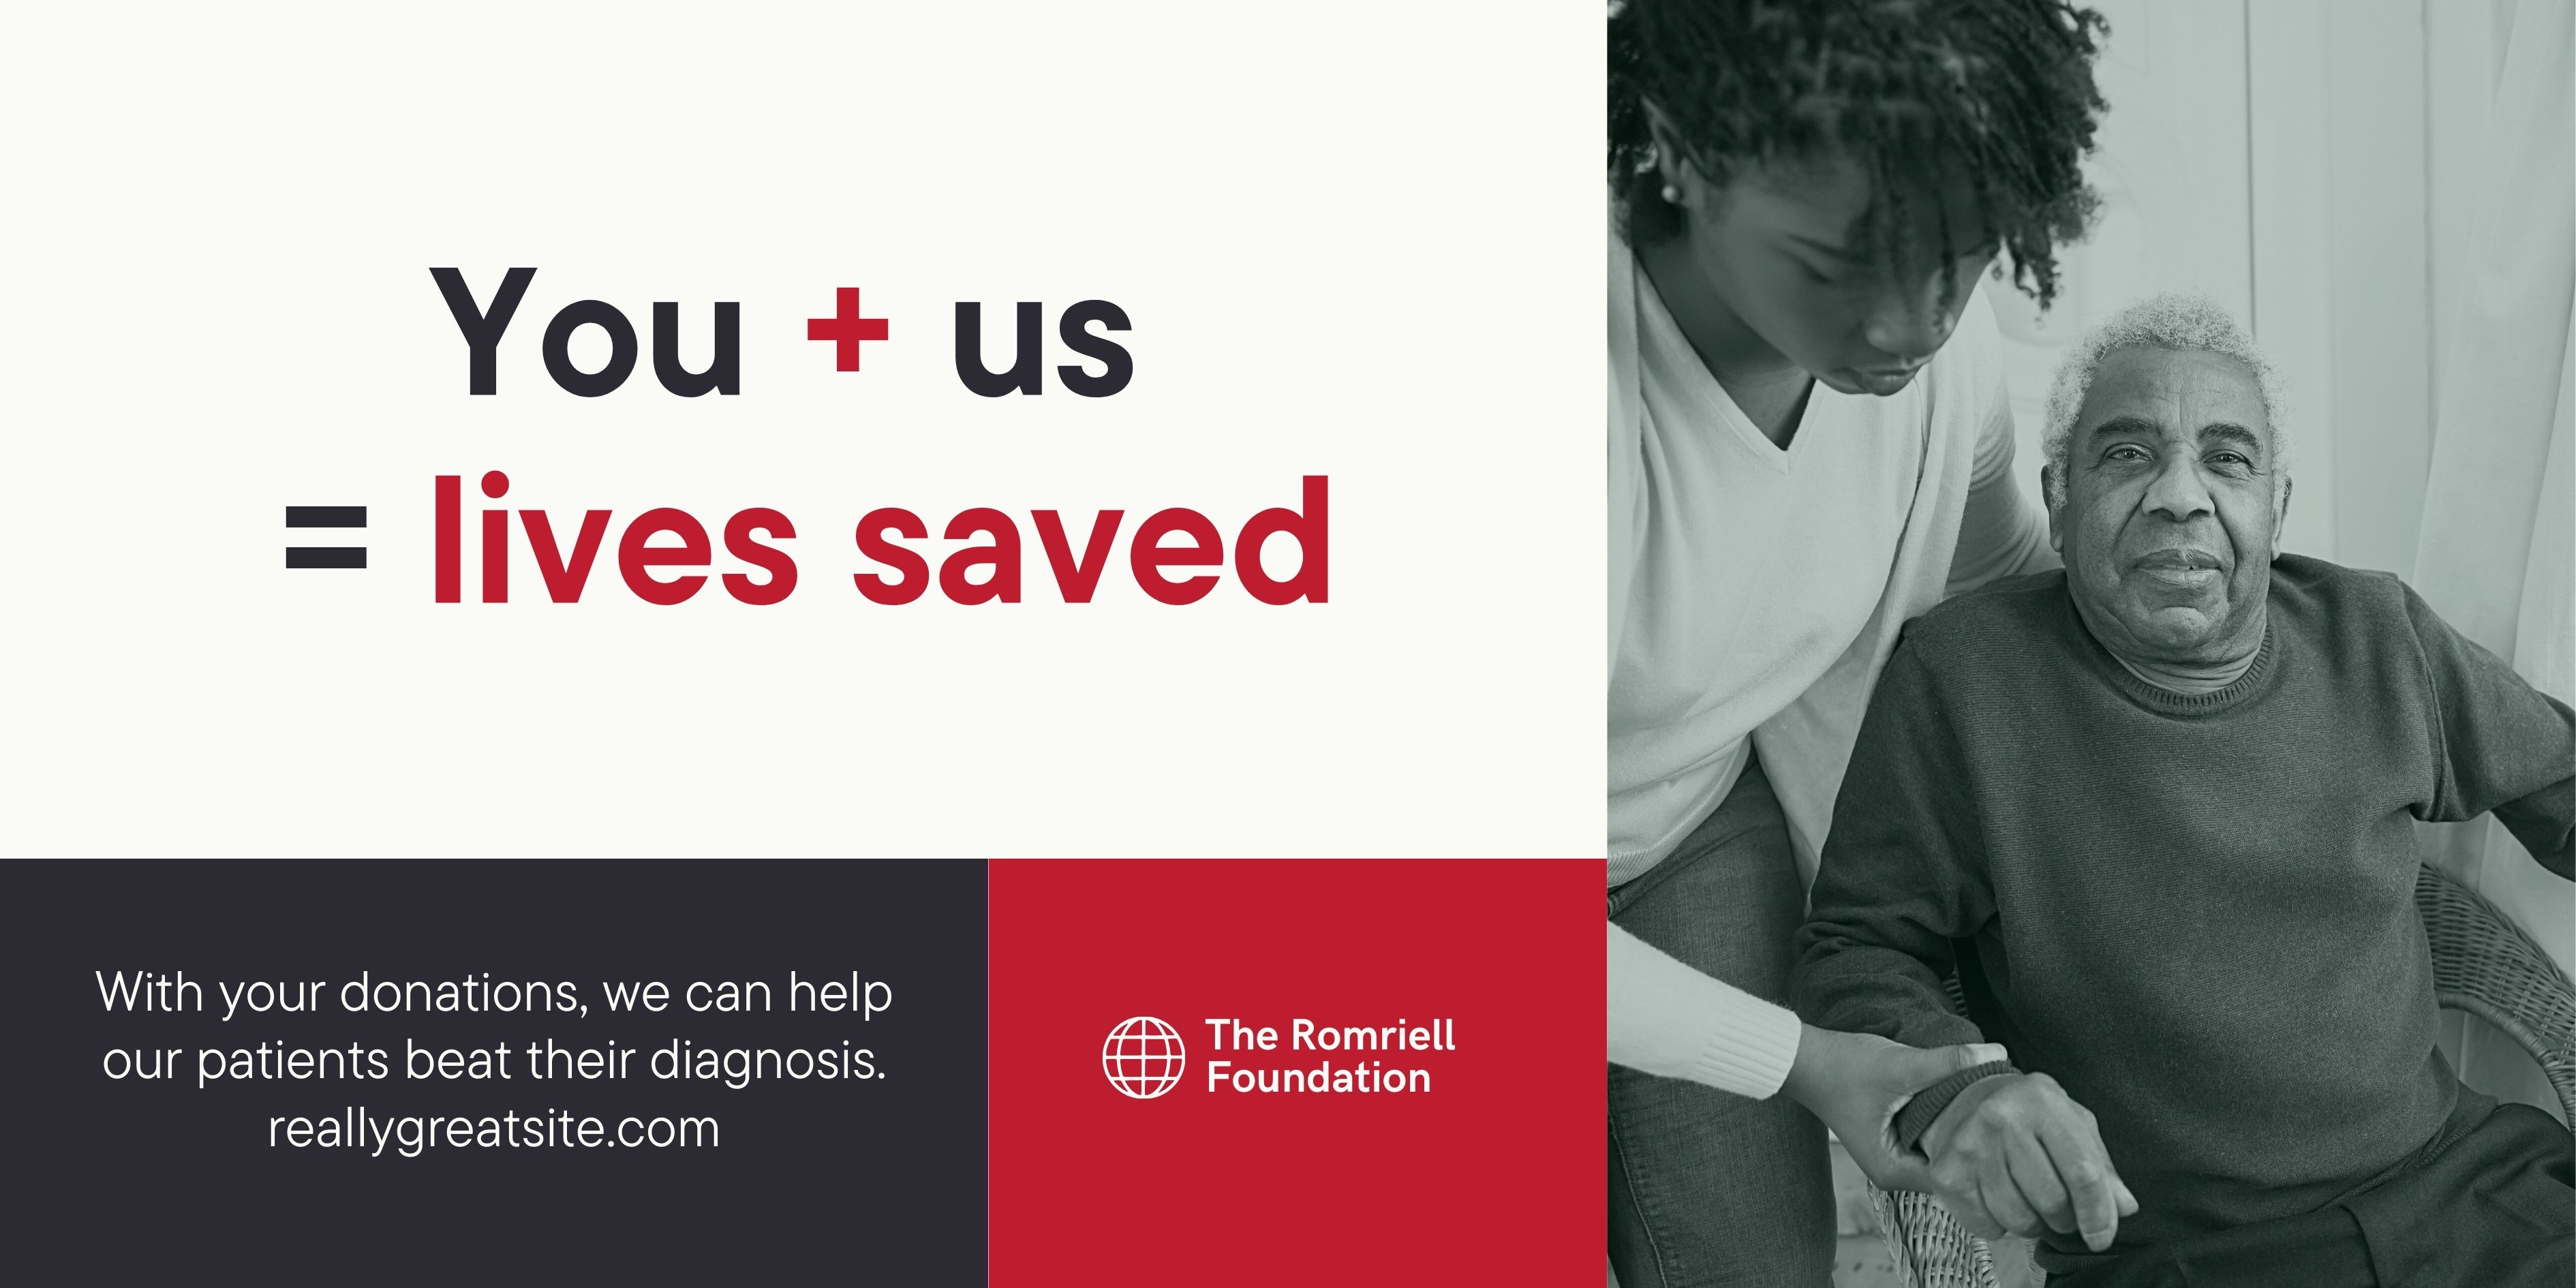 You + us
= lives saved
With your donations, we can help
our patients beat their diagnosis.
reallygreatsite.com
The Romriell
Foundation